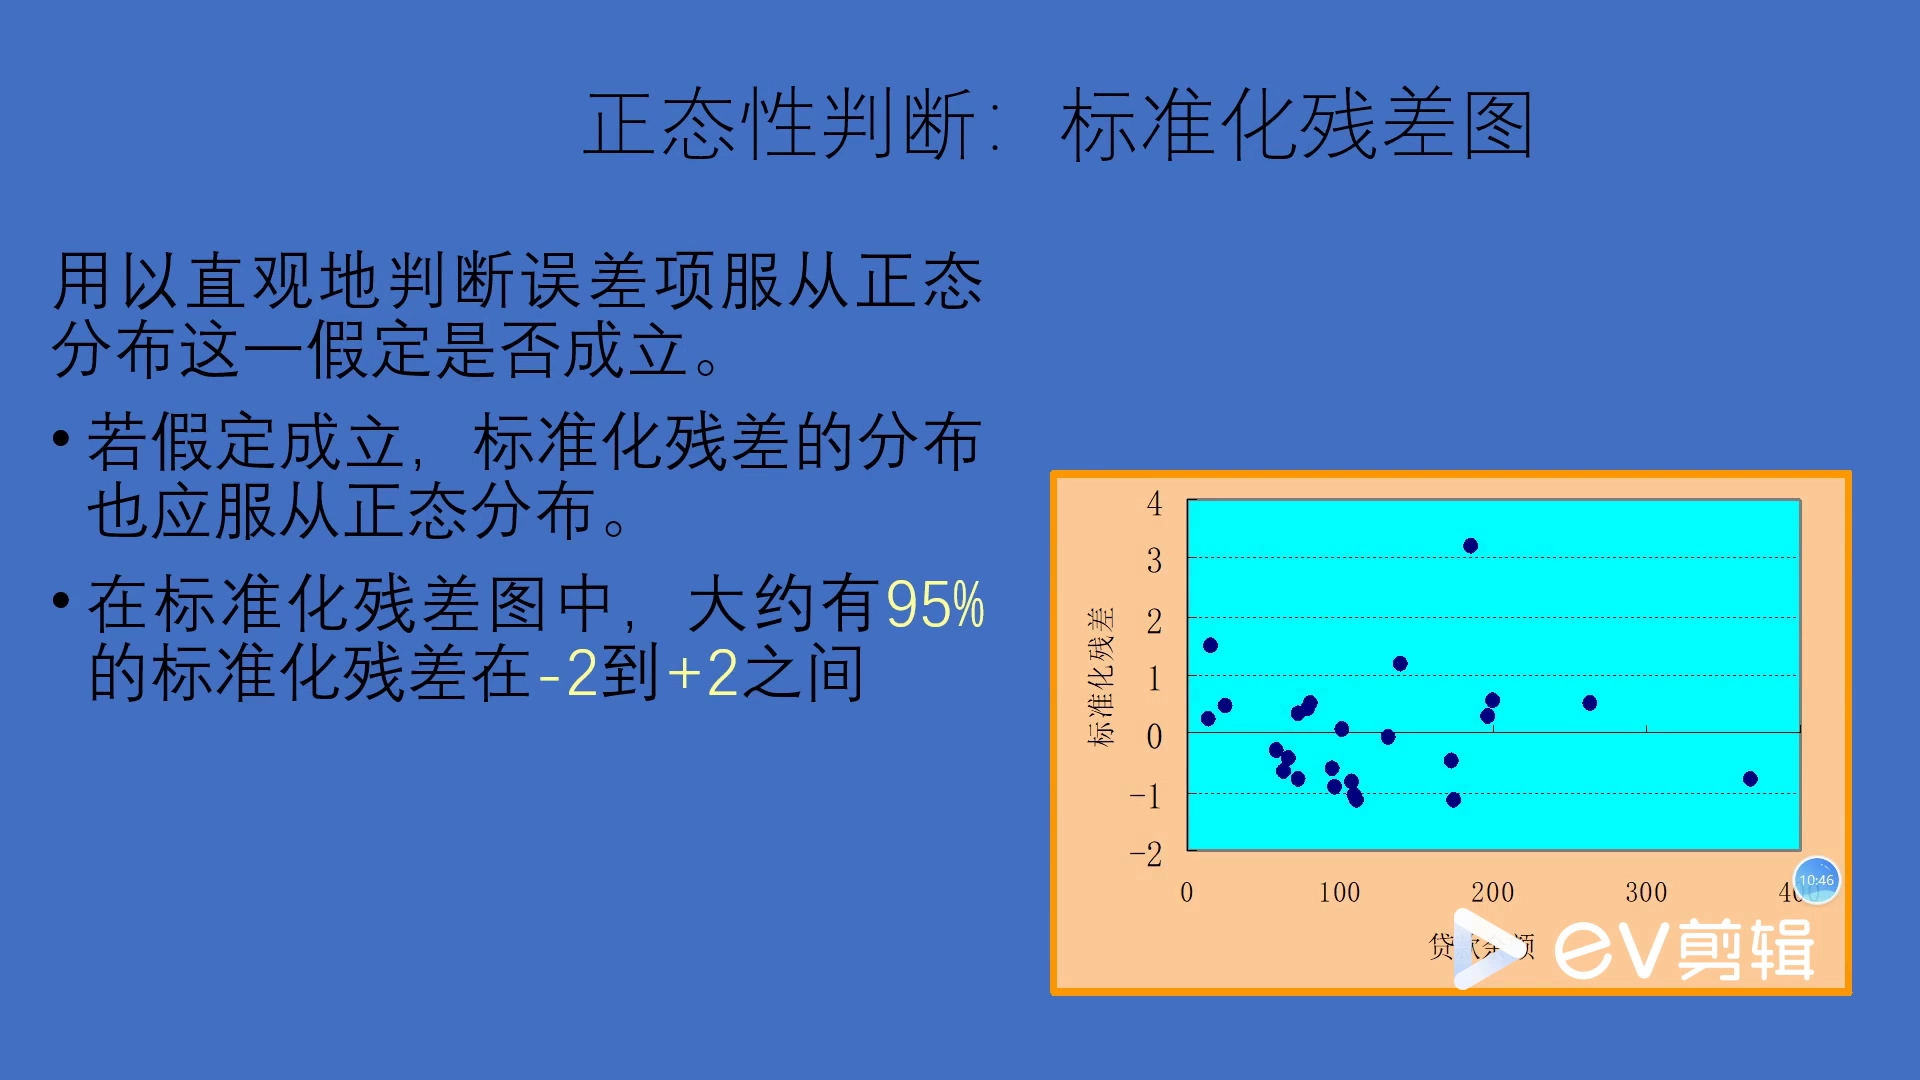 正态性判断：标准化残差图
用以直观地判断误差项服从正态
分布这一假定是否成立。
• 若假定成立，标准化残差的分布
也应服从正态分布。
• 在标准化残差图中，大约有95%
的标准化残差在-2到+2之间
4
3
2
1
0
-1
-2
标准化残差
0 100 200 300
10:46
贷款余额
eV剪辑